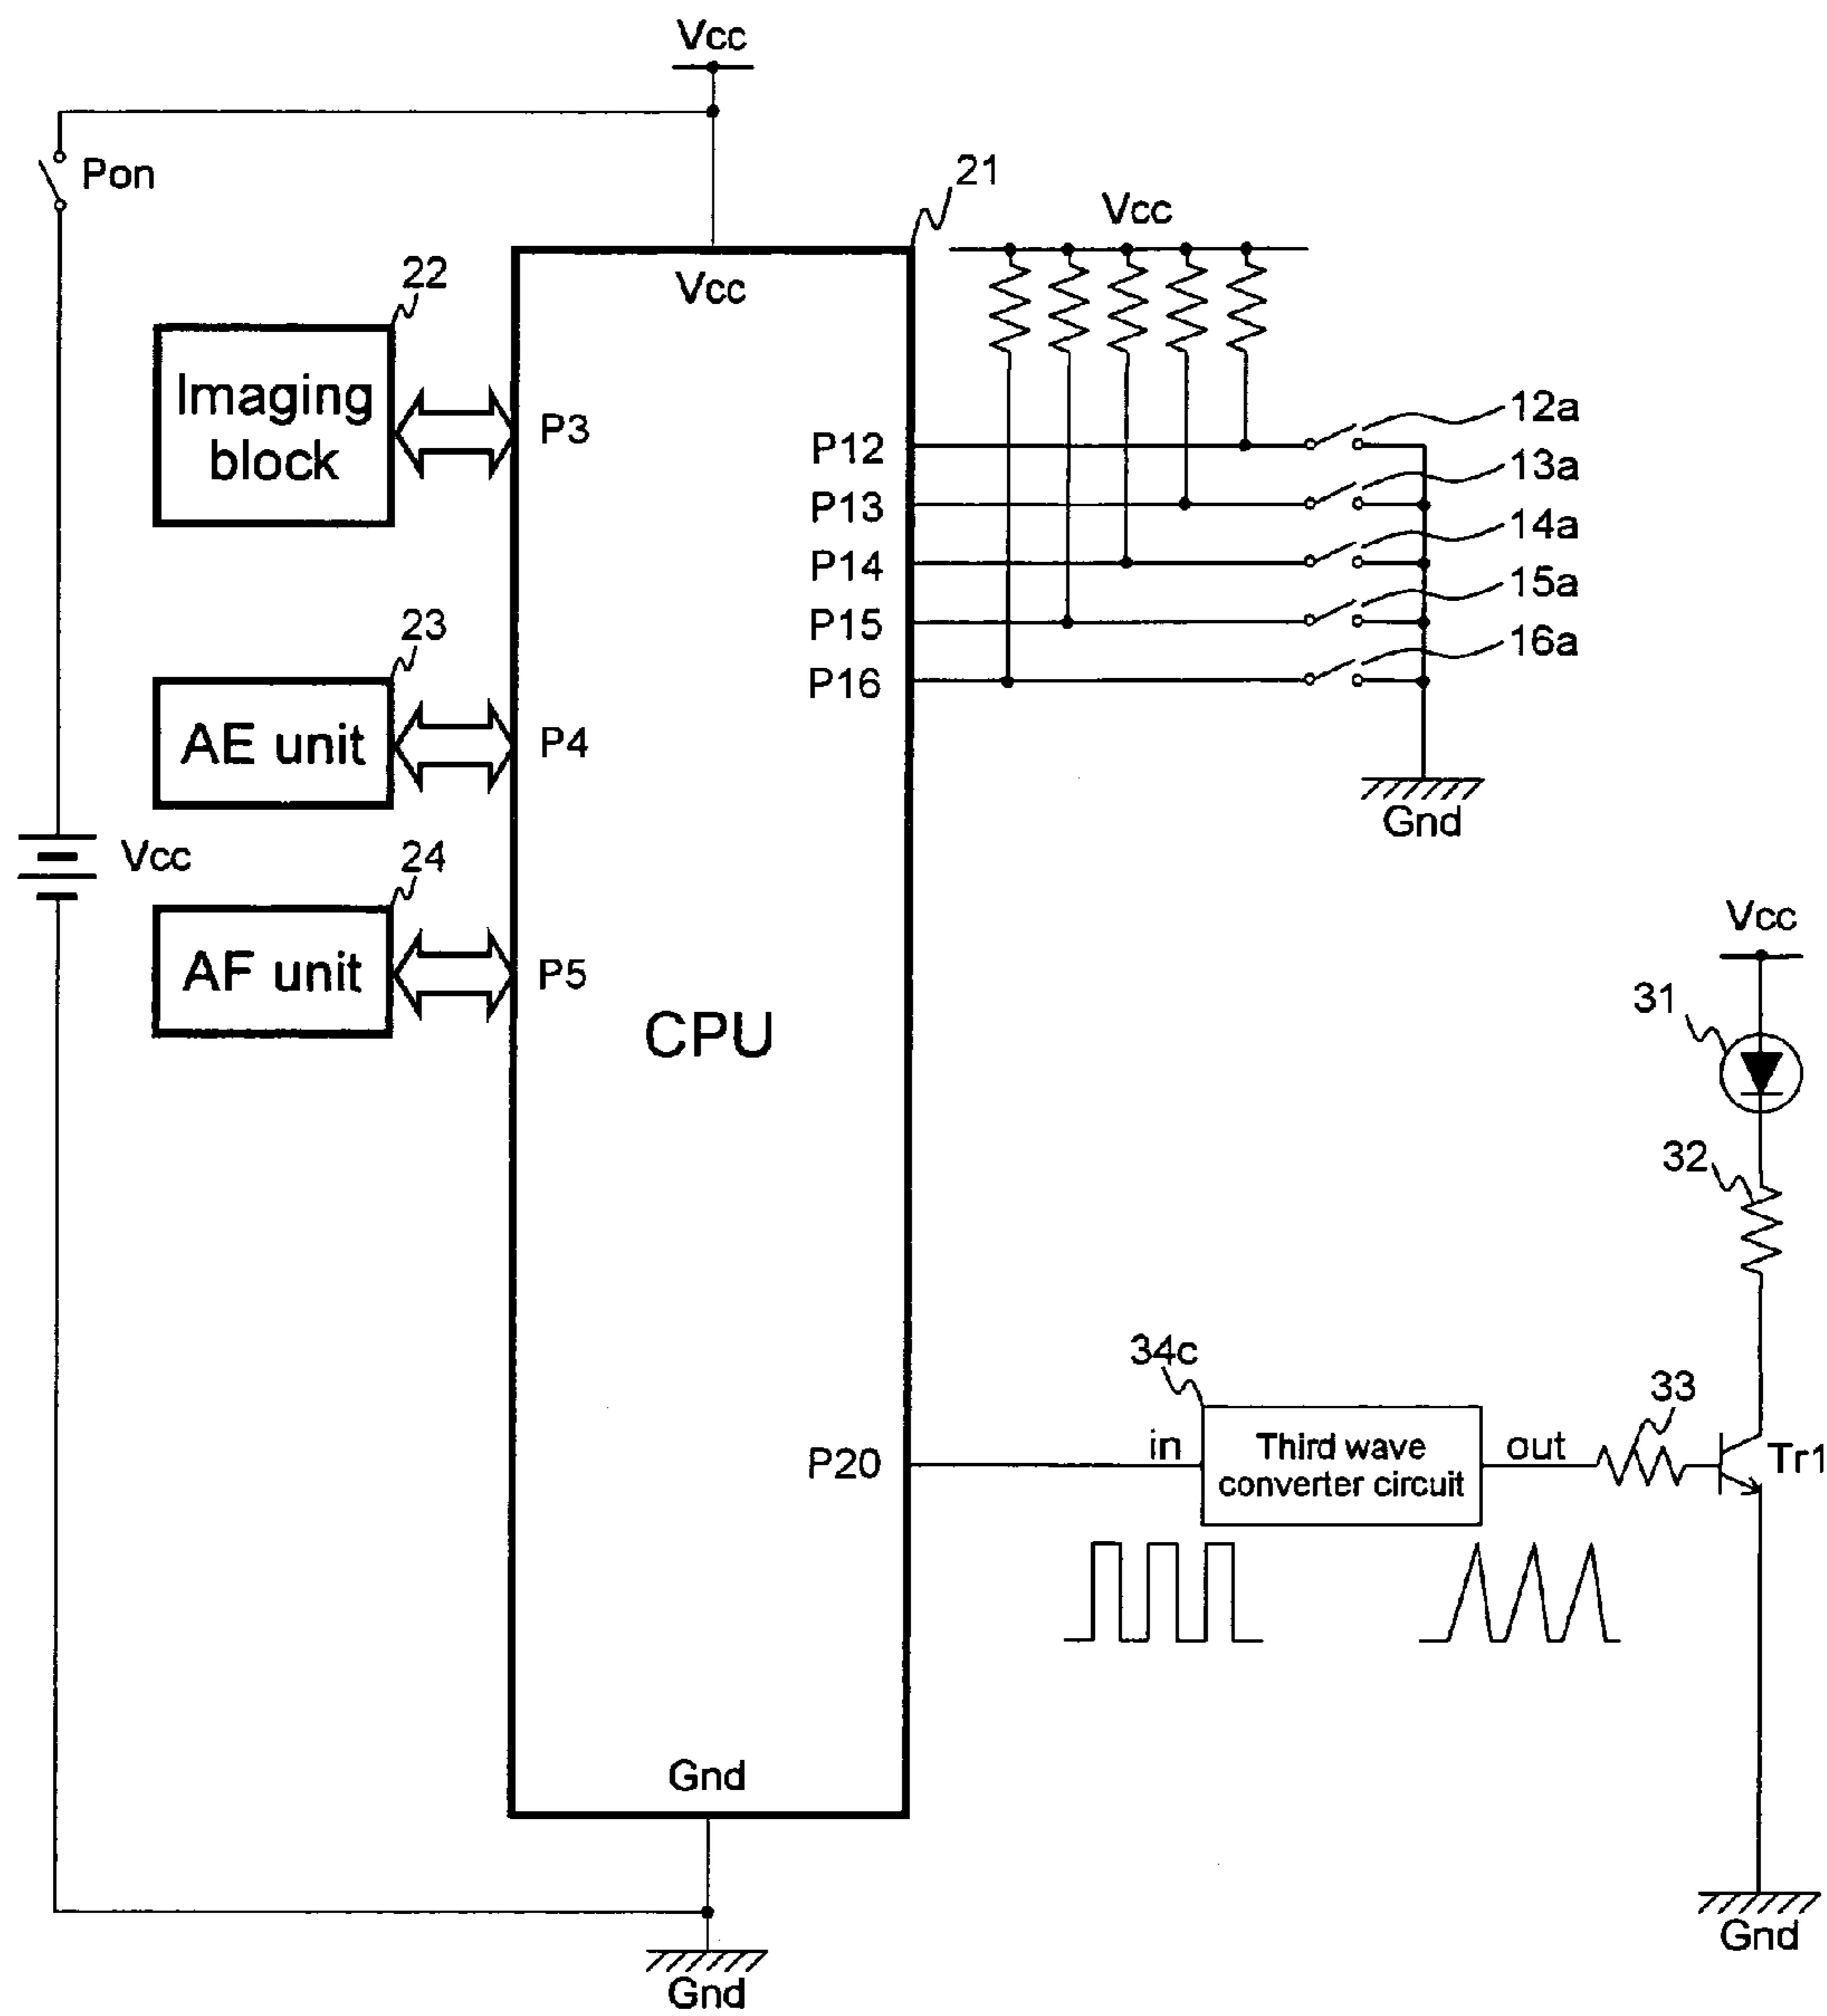 Vcc
Pon
21
Vcc
22
Vcc
Imaging
block
P3
12a
P12
13a
P13
14a
P14
15a
P15
16a
P16
23
AE unit
P4
Gnd
Vcc
24
AF unit
P5
Vcc
CPU
31
32
34c
33
P20
in
Third wave
converter circuit
out
Tr1
Gnd
Gnd
Gnd